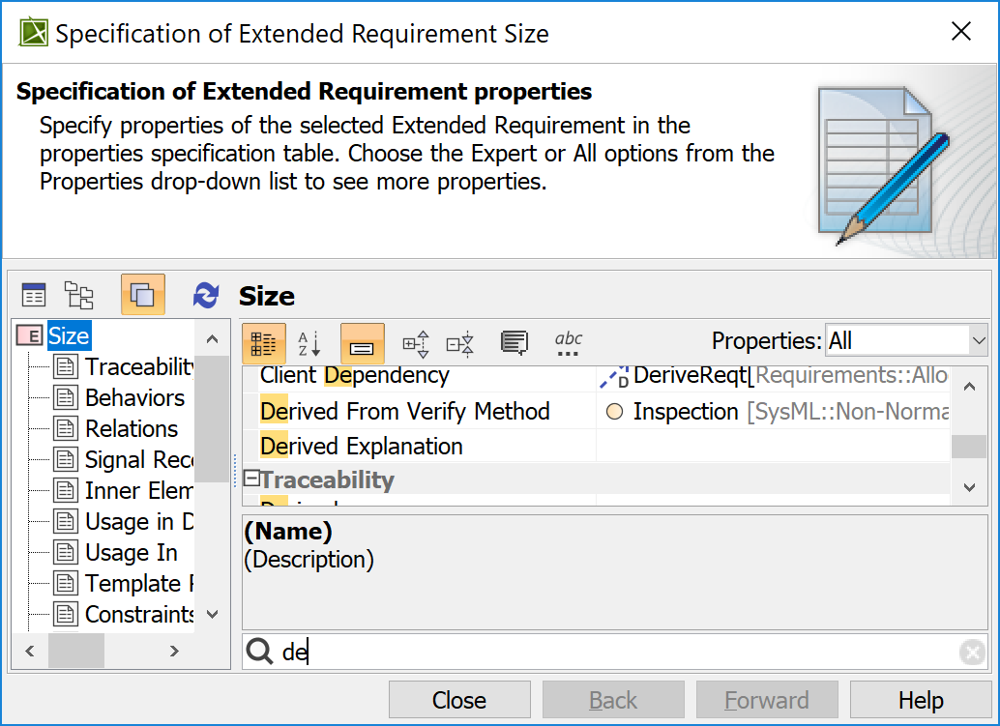 Specification of Extended Requirement Size
Specification of Extended Requirement properties
Specify properties of the selected Extended Requirement in the
properties specification table. Choose the Expert or All options from the
Properties drop-down list to see more properties.
Size
E Size
Traceability
Behaviors
Relations
Signal Rec
Inner Elem
Usage in D
Usage In
Template
Constraints
A Z
abc
Properties: All
Client Dependency
D DeriveReqt[Requirements::Allo
Derived From Verify Method
Inspection [SysML::Non-Norma
Derived Explanation
Traceability
(Name)
(Description)
de
Close
Back
Forward
Help